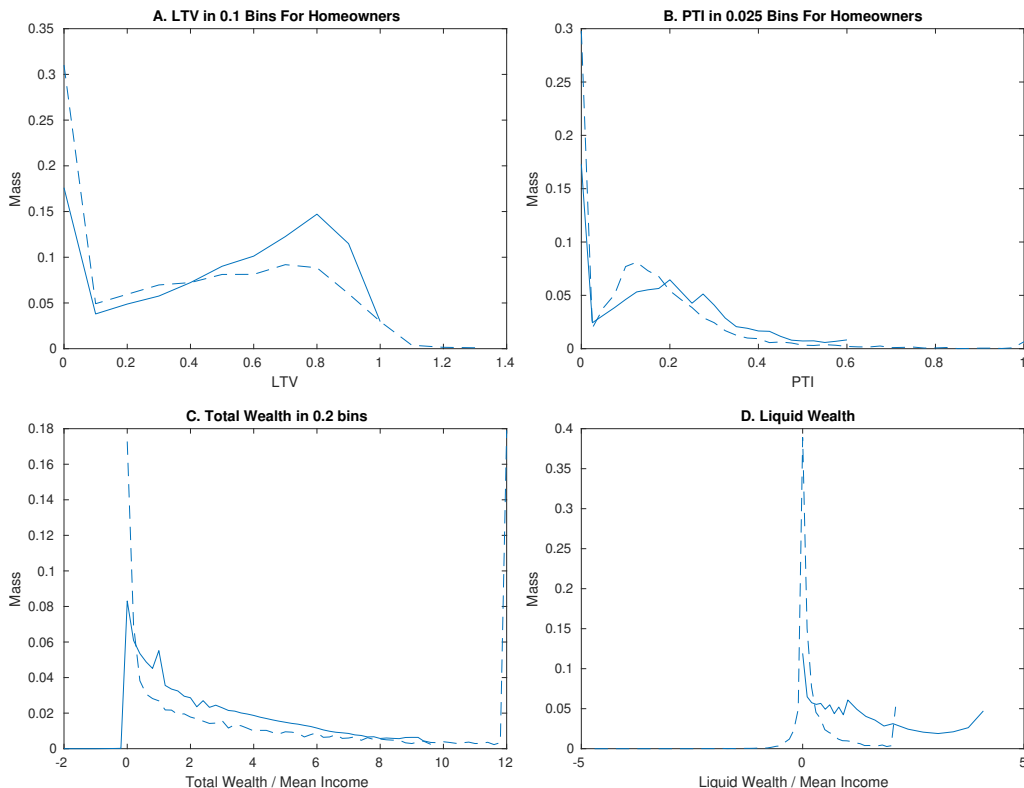 A. LTV in 0.1 Bins For Homeowners
0.35
0.3
0.25
0.2
0.15
0.1
0.05
0
Mass
0 0.2 0.4 0.6 0.8 1 1.2 1.4
LTV
B. PTI in 0.025 Bins For Homeowners
0.3
0.25
0.2
0.15
0.1
0.05
0
Mass
0 0.2 0.4 0.6 0.8 1
PTI
C. Total Wealth in 0.2 bins
0.18
0.16
0.14
0.12
0.1
0.08
0.06
0.04
0.02
0
Mass
-2 0 2 4 6 8 10 12
Total Wealth / Mean Income
D. Liquid Wealth
0.4
0.35
0.3
0.25
0.2
0.15
0.1
0.05
0
Mass
-5 0 5
Liquid Wealth / Mean Income